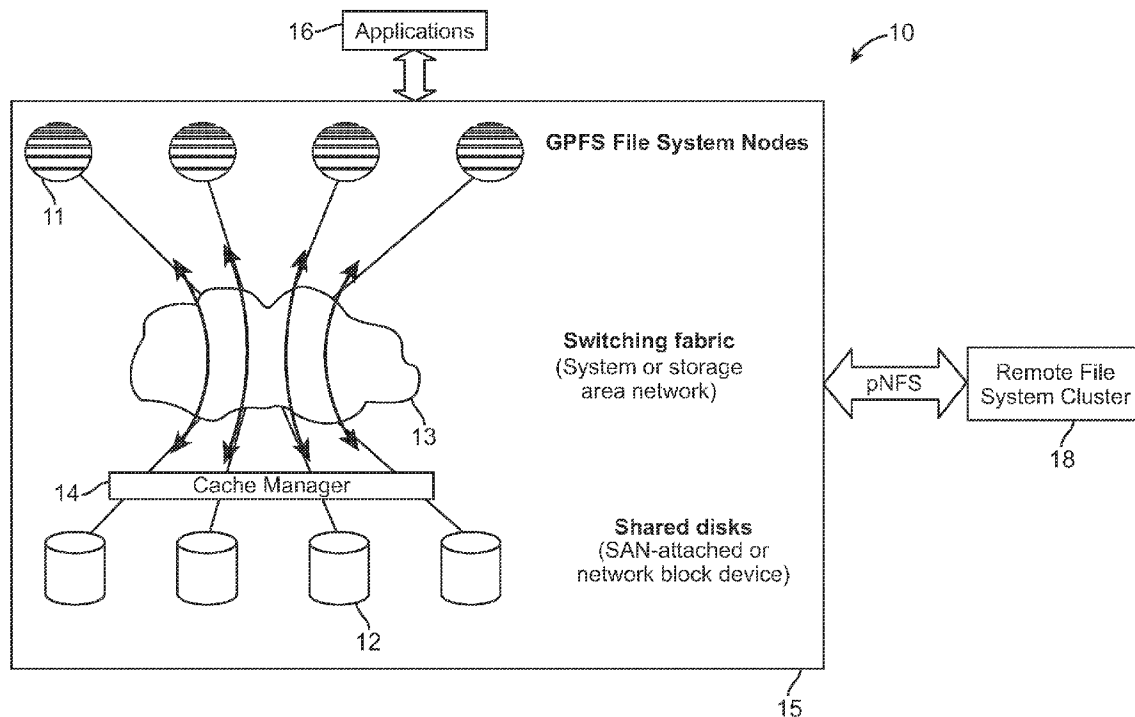 16
Applications
10
GPFS File System Nodes
11
Switching fabric
(System or storage
area network)
pNFS
Remote File
System Cluster
13
18
14
Cache Manager
Shared disks
(SAN-attached or
network block device)
12
15